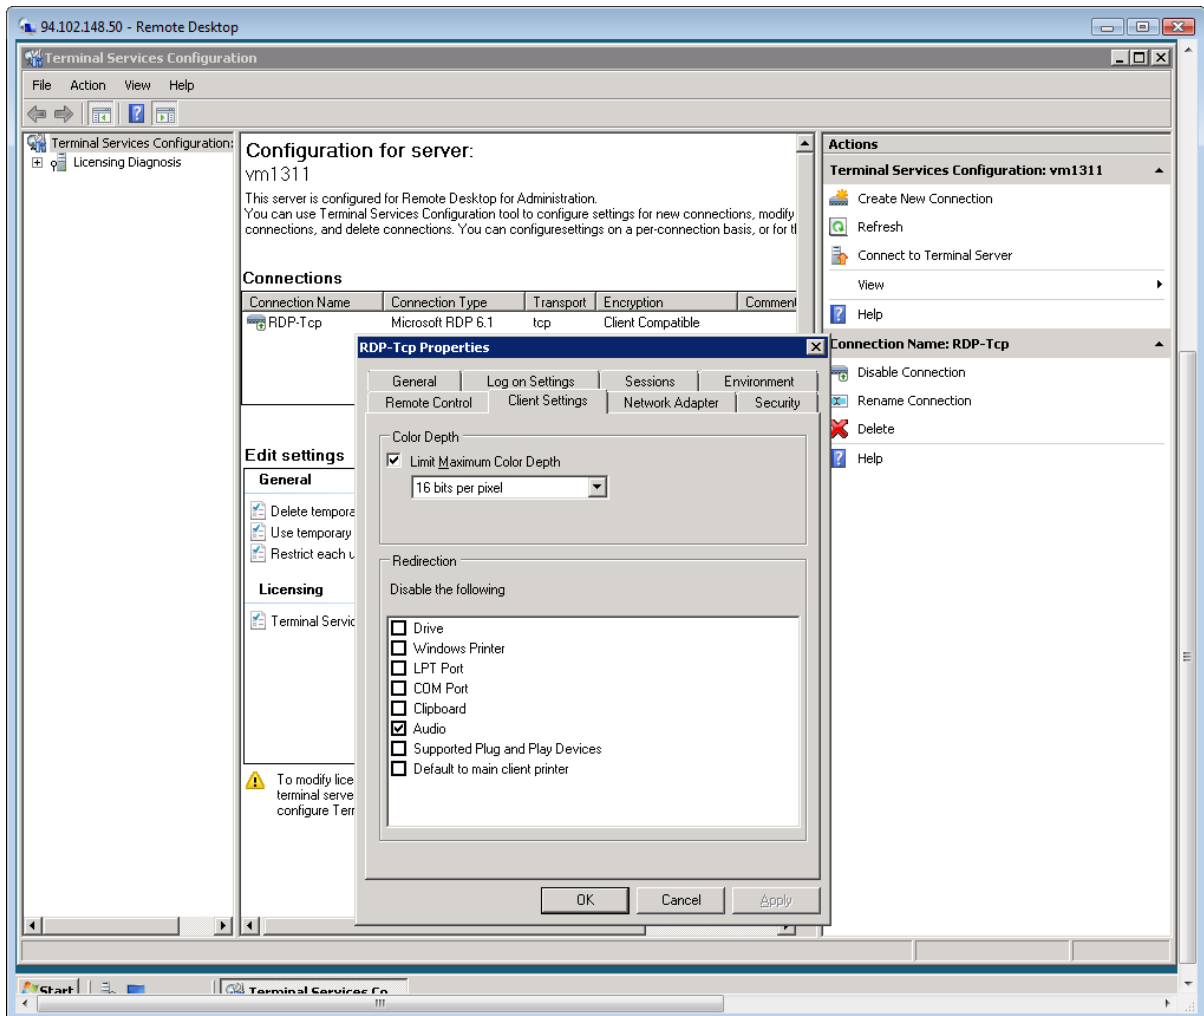 94.102.148.50 - Remote Desktop
Terminal Services Configuration
File Action View Help
Terminal Services Configuration:
Licensing Diagnosis
Configuration for server:
vm1311
This server is configured for Remote Desktop for Administration.
You can use Terminal Services Configuration tool to configure settings for new connections, modify
connections, and delete connections. You can configuresettings on a per-connection basis, or for
Connections
Connection Name Connection Type Transport Encryption Comment
RDP-Tcp Microsoft RDP 6.1 tcp Client Compatible
Edit settings
General
Delete tempora
Use temporary
Restrict each u
Licensing
Terminal Servic
To modify lice
terminal serve
configure Terr
RDP-Tcp Properties
General Log on Settings Sessions Environment
Remote Control Client Settings Network Adapter Security
Color Depth
Limit Maximum Color Depth
16 bits per pixel
Redirection
Disable the following
Drive
Windows Printer
LPT Port
COM Port
Clipboard
Audio
Supported Plug and Play Devices
Default to main client printer
OK Cancel Apply
Actions
Terminal Services Configuration: vm1311
Create New Connection
Refresh
Connect to Terminal Server
View
Help
Connection Name: RDP-Tcp
Disable Connection
Rename Connection
Delete
Help
Start Terminal Services Co